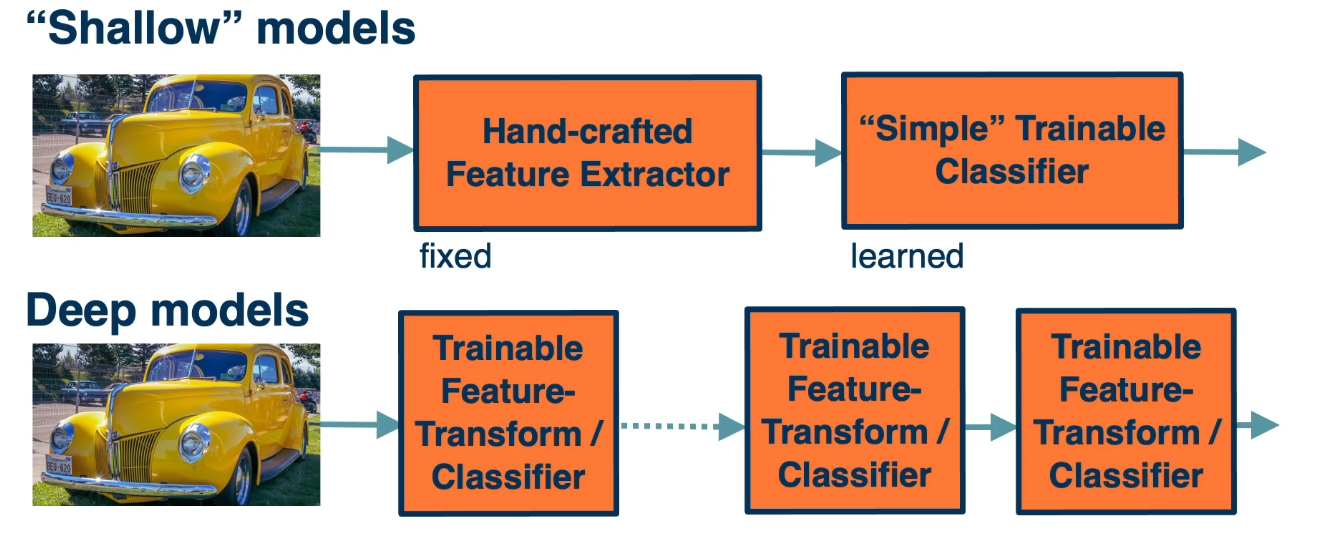 “Shallow” models
Hand-crafted
Feature Extractor
“Simple” Trainable
Classifier
fixed
learned
Deep models
Trainable
Feature-
Transform /
Classifier
Trainable
Feature-
Transform /
Classifier
Trainable
Feature-
Transform /
Classifier